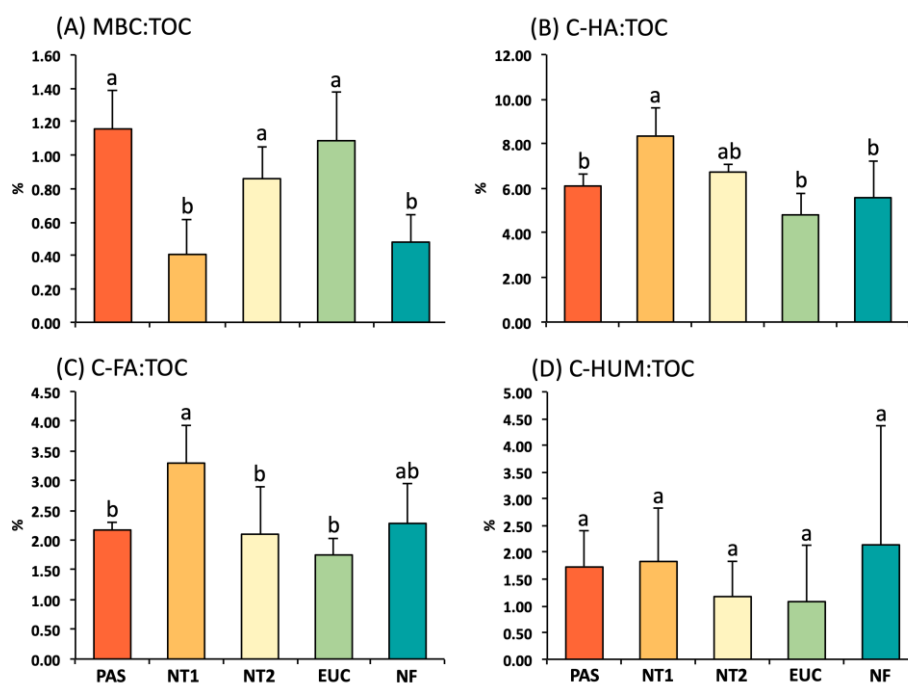 (A) MBC:TOC
1.60
1.40
1.20
1.00
0.80
0.60
0.40
0.20
0.00
%
a
b
a
a
b
(B) C-HA:TOC
12.00
10.00
8.00
6.00
4.00
2.00
0.00
%
b
a
ab
b
b
(C) C-FA:TOC
4.50
4.00
3.50
3.00
2.50
2.00
1.50
1.00
0.50
0.00
%
b
a
b
b
ab
PAS NT1 NT2 EUC NF
(D) C-HUM:TOC
5.00
4.50
4.00
3.50
3.00
2.50
2.00
1.50
1.00
0.50
0.00
%
a
a
a
a
a
PAS NT1 NT2 EUC NF